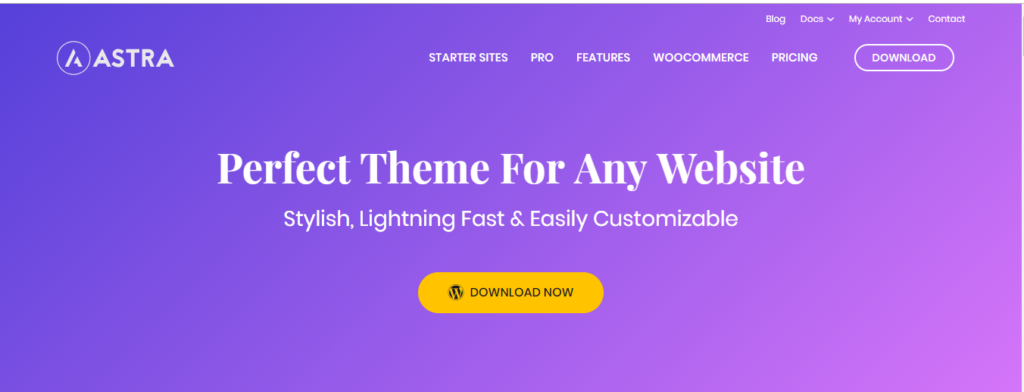 Blog Docs My Account Contact
ASTRA STARTER SITES PRO FEATURES WOOCOMMERCE PRICING DOWNLOAD
Perfect Theme For Any Website
Stylish, Lightning Fast & Easily Customizable
DOWNLOAD NOW